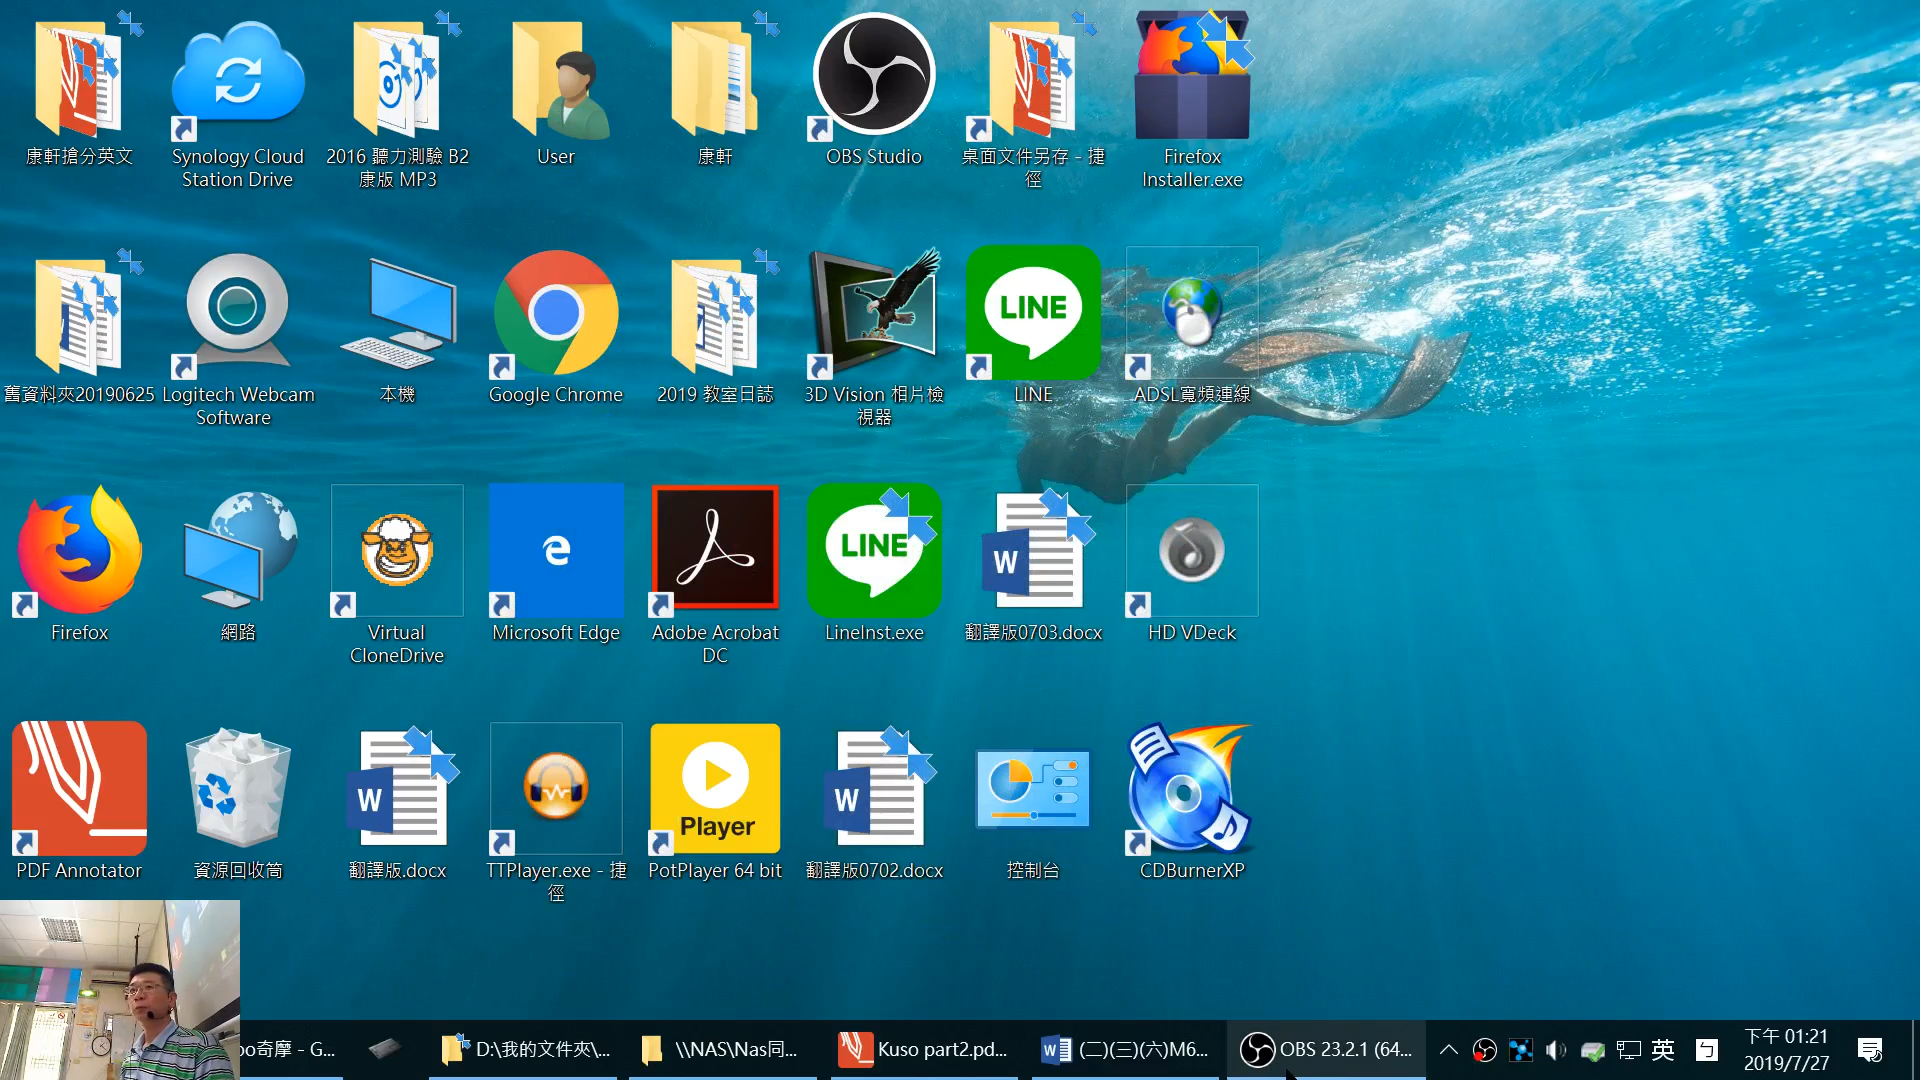 康軒搶分英文
Synology Cloud
Station Drive
2016 聽力測驗 B2
康版 MP3
User
康軒
OBS Studio
桌面文件另存 - 捷
徑
Firefox
Installer.exe
舊資料夾20190625
Logitech Webcam
Software
本機
Google Chrome
2019 教室日誌
3D Vision 相片檢
視器
LINE
LINE
ADSL寬頻連線
Firefox
網路
Virtual
CloneDrive
Microsoft Edge
Adobe Acrobat
DC
LINE
LineInst.exe
W
翻譯版0703.docx
HD VDeck
PDF Annotator
資源回收筒
W
翻譯版.docx
TTPlayer.exe - 捷
徑
Player
PotPlayer 64 bit
W
翻譯版0702.docx
控制台
CDBurnerXP
oo奇摩 - G...
D:\我的文件夾\...
\\NAS\Nas同...
Kuso part2.pd...
(二)(三)(六)M6...
OBS 23.2.1 (64...
英
ㄅ
下午 01:21
2019/7/27